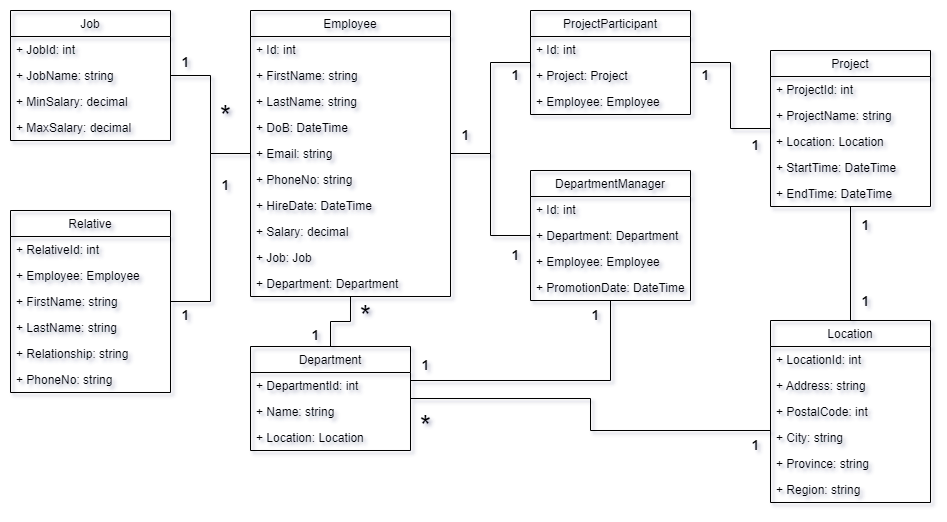 Job
+ JobId: int
+ JobName: string
+ MinSalary: decimal
+ MaxSalary: decimal
1
*
1
Relative
+ RelativeId: int
+ Employee: Employee
+ FirstName: string
+ LastName: string
+ Relationship: string
+ PhoneNo: string
1
Employee
+ Id: int
+ FirstName: string
+ LastName: string
+ DoB: DateTime
+ Email: string
+ PhoneNo: string
+ HireDate: DateTime
+ Salary: decimal
+ Job: Job
+ Department: Department
1
*
1
Department
+ DepartmentId: int
+ Name: string
+ Location: Location
1
*
ProjectParticipant
+ Id: int
+ Project: Project
+ Employee: Employee
1
1
DepartmentManager
+ Id: int
+ Department: Department
+ Employee: Employee
+ PromotionDate: DateTime
1
1
Project
+ ProjectId: int
+ ProjectName: string
+ Location: Location
+ StartTime: DateTime
+ EndTime: DateTime
1
1
1
Location
+ LocationId: int
+ Address: string
+ PostalCode: int
+ City: string
+ Province: string
+ Region: string
1